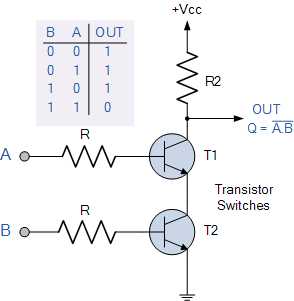 +Vcc
B A OUT
0 0 1
0 1 1
1 0 1
1 1 0
R2
OUT
Q = A.B
A
R
T1
Transistor
Switches
B
R
T2